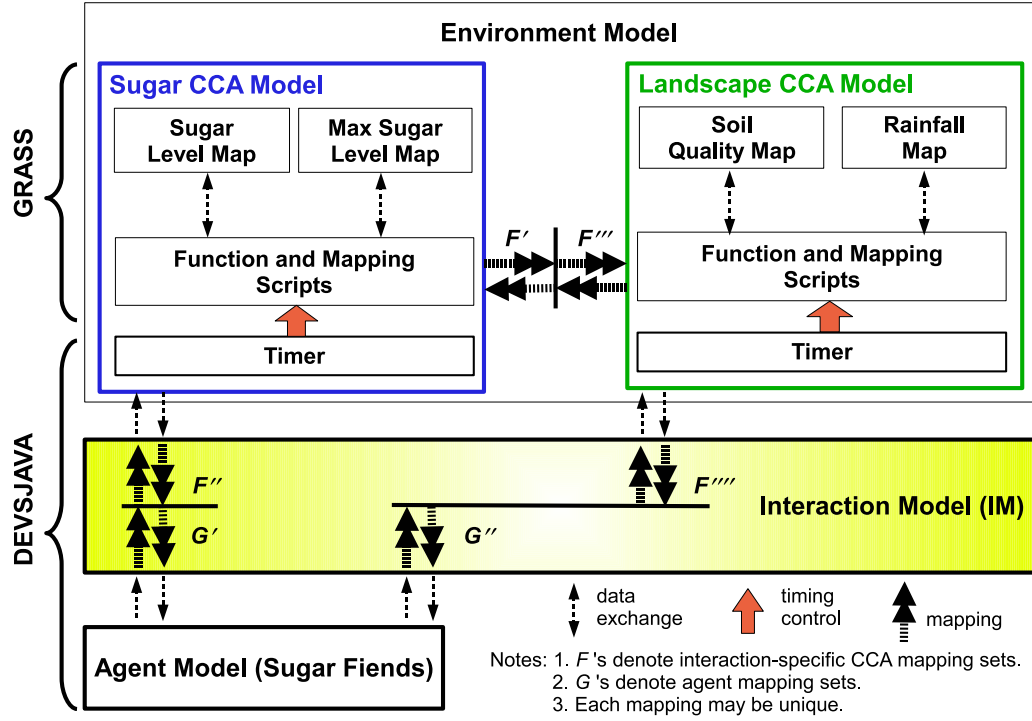 Environment Model
GRASS
Sugar CCA Model
Sugar
Level Map
Max Sugar
Level Map
Function and Mapping
Scripts
Timer
F′
F′′′
Landscape CCA Model
Soil
Quality Map
Rainfall
Map
Function and Mapping
Scripts
Timer
DEVSJAVA
F′′
G′
F′′′′
G′′
Interaction Model (IM)
Agent Model (Sugar Fiends)
data
exchange
timing
control
mapping
Notes: 1. F 's denote interaction-specific CCA mapping sets.
2. G 's denote agent mapping sets.
3. Each mapping may be unique.